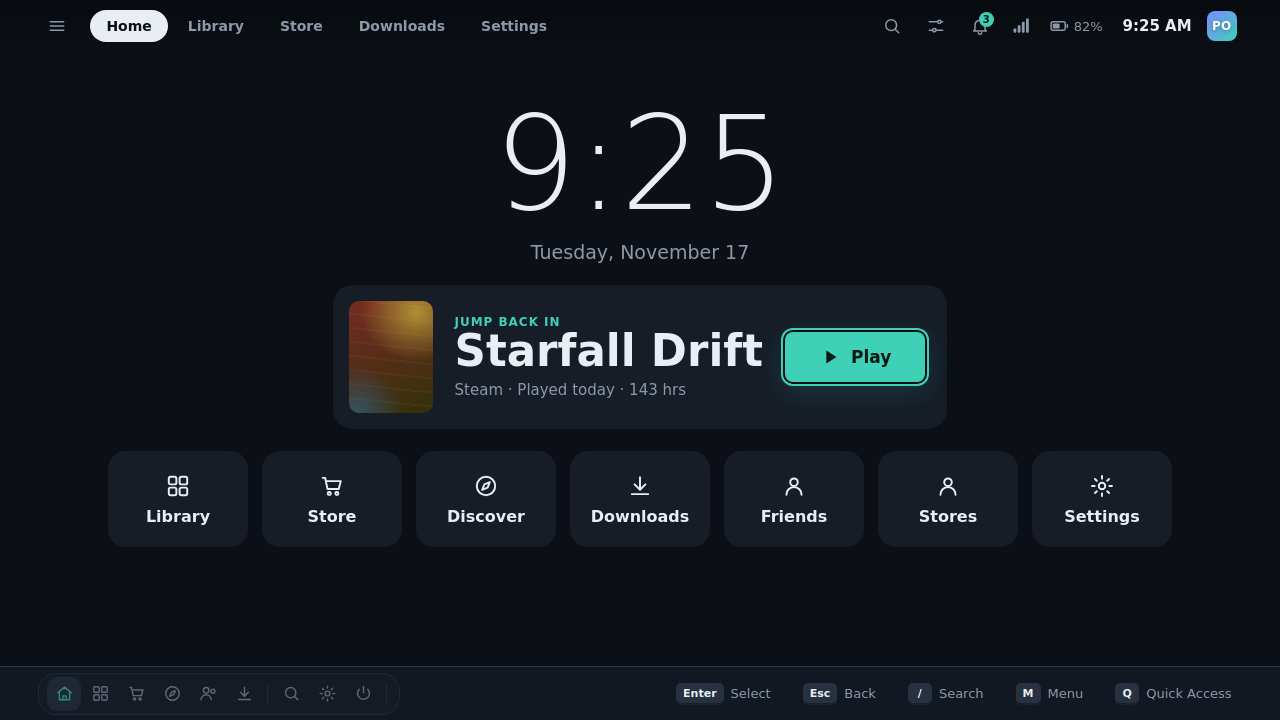 Home Library Store Downloads Settings 3 82% 9:25 AM PO
9:25
Tuesday, November 17
JUMP BACK IN
Starfall Drift
Steam · Played today · 143 hrs
Play
Library Store Discover Downloads Friends Stores Settings
Enter Select Esc Back / Search M Menu Q Quick Access